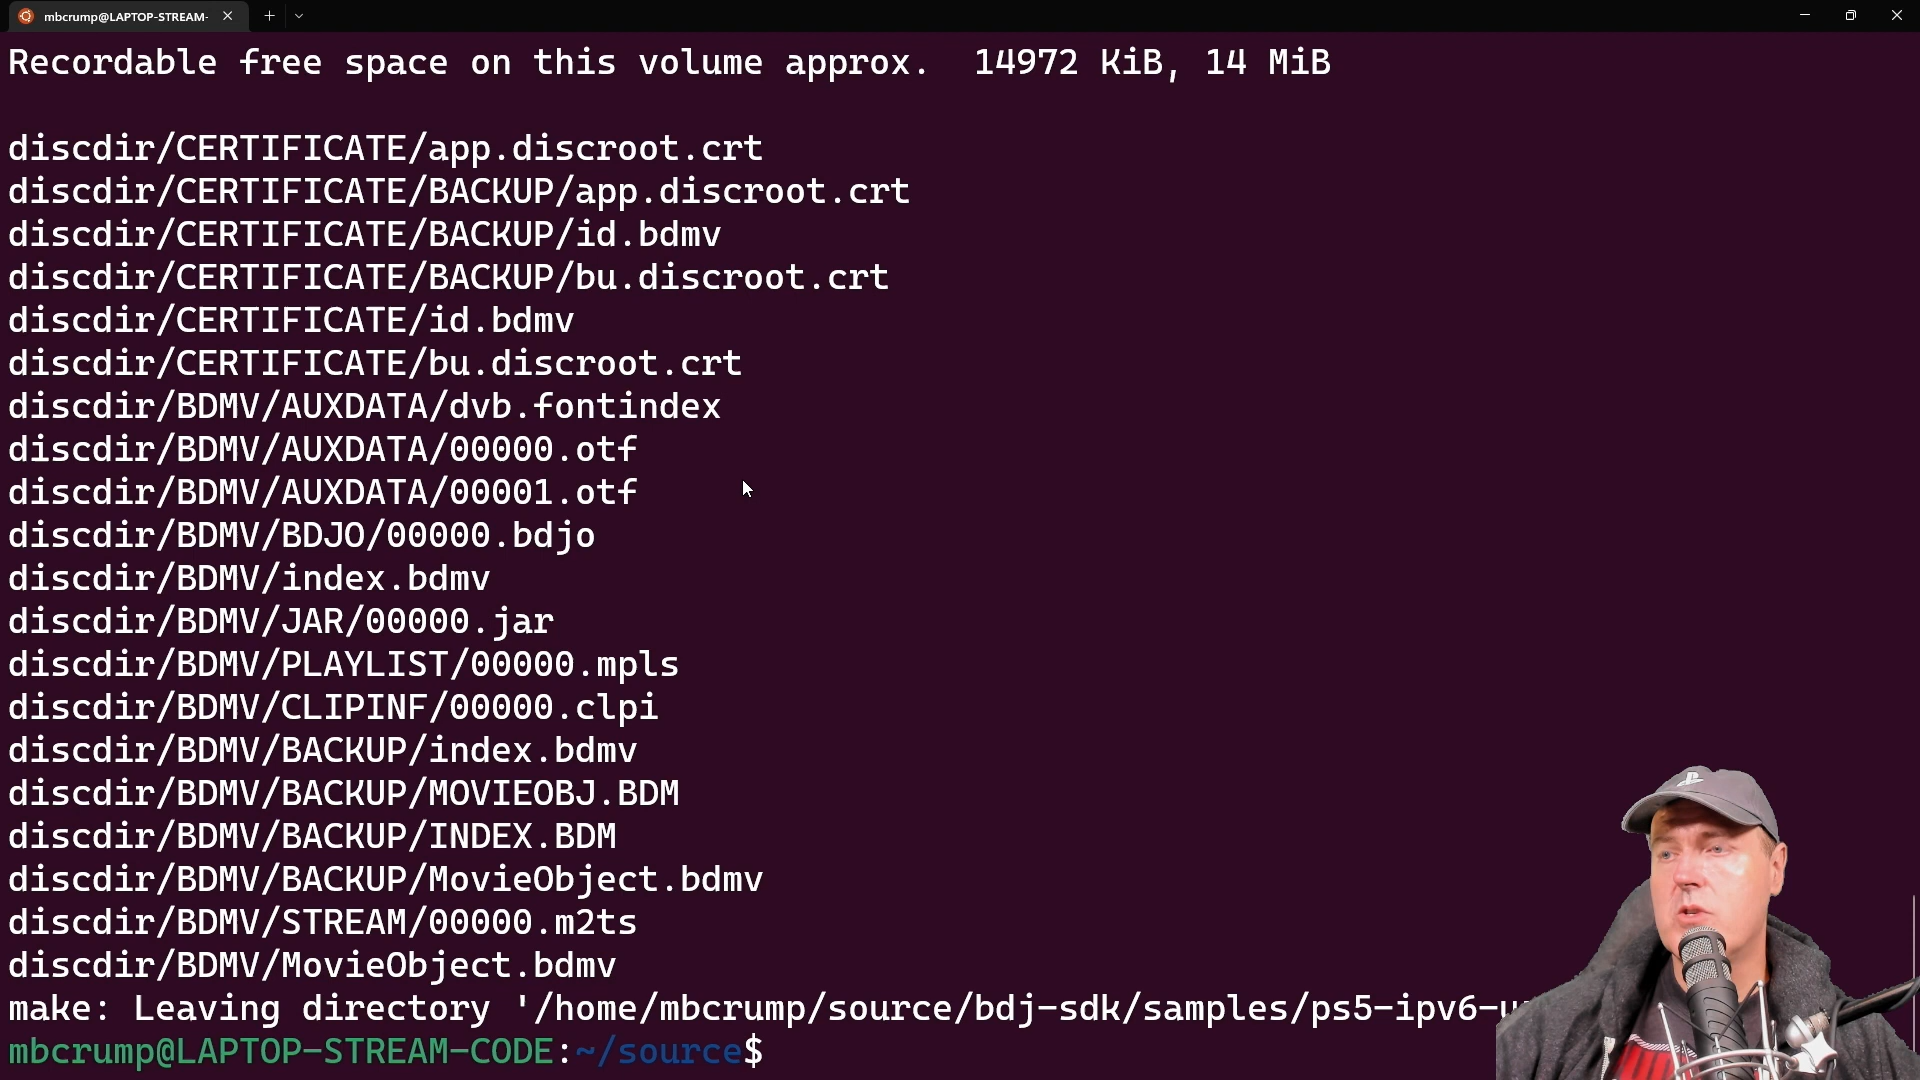 mbcrump@LAPTOP-STREAM-
Recordable free space on this volume approx.  14972 KiB, 14 MiB
discdir/CERTIFICATE/app.discroot.crt
discdir/CERTIFICATE/BACKUP/app.discroot.crt
discdir/CERTIFICATE/BACKUP/id.bdmv
discdir/CERTIFICATE/BACKUP/bu.discroot.crt
discdir/CERTIFICATE/id.bdmv
discdir/CERTIFICATE/bu.discroot.crt
discdir/BDMV/AUXDATA/dvb.fontindex
discdir/BDMV/AUXDATA/00000.otf
discdir/BDMV/AUXDATA/00001.otf
discdir/BDMV/BDJO/00000.bdjo
discdir/BDMV/index.bdmv
discdir/BDMV/JAR/00000.jar
discdir/BDMV/PLAYLIST/00000.mpls
discdir/BDMV/CLIPINF/00000.clpi
discdir/BDMV/BACKUP/index.bdmv
discdir/BDMV/BACKUP/MOVIEOBJ.BDM
discdir/BDMV/BACKUP/INDEX.BDM
discdir/BDMV/BACKUP/MovieObject.bdmv
discdir/BDMV/STREAM/00000.m2ts
discdir/BDMV/MovieObject.bdmv
make: Leaving directory '/home/mbcrump/source/bdj-sdk/samples/ps5-ipv6-
mbcrump@LAPTOP-STREAM-CODE:~/source$